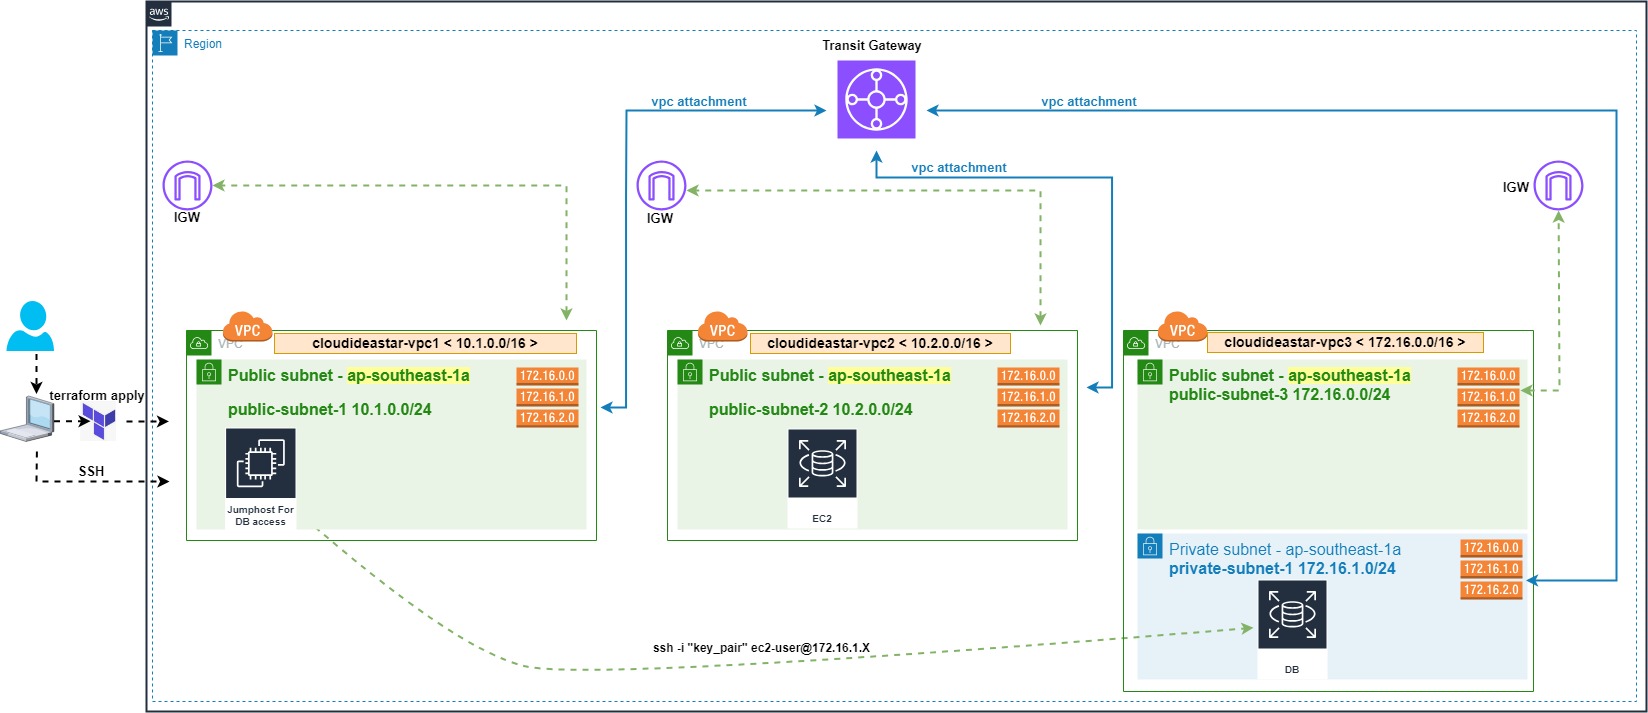 aws
Region
Transit Gateway
vpc attachment
vpc attachment
vpc attachment
IGW
IGW
IGW
terraform apply
SSH
VPC
VPC
cloudideastar-vpc1 < 10.1.0.0/16 >
Public subnet - ap-southeast-1a
public-subnet-1 10.1.0.0/24
172.16.0.0
172.16.1.0
172.16.2.0
Jumphost For
DB access
VPC
VPC
cloudideastar-vpc2 < 10.2.0.0/16 >
Public subnet - ap-southeast-1a
public-subnet-2 10.2.0.0/24
172.16.0.0
172.16.1.0
172.16.2.0
EC2
VPC
VPC
cloudideastar-vpc3 < 172.16.0.0/16 >
Public subnet - ap-southeast-1a
public-subnet-3 172.16.0.0/24
172.16.0.0
172.16.1.0
172.16.2.0
Private subnet - ap-southeast-1a
private-subnet-1 172.16.1.0/24
172.16.0.0
172.16.1.0
172.16.2.0
DB
ssh -i "key_pair" ec2-user@172.16.1.X